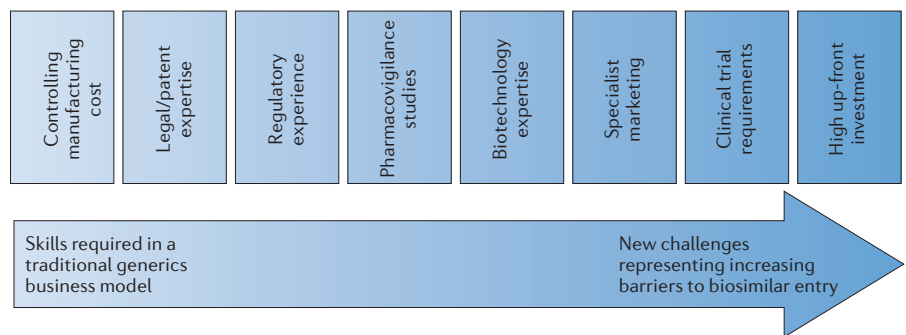 Controlling
manufacturing
cost
Legal/patent
expertise
Regulatory
experience
Pharmacovigilance
studies
Biotechnology
expertise
Specialist
marketing
Clinical trial
requirements
High up-front
investment
Skills required in a
traditional generics
business model
New challenges
representing increasing
barriers to biosimilar entry